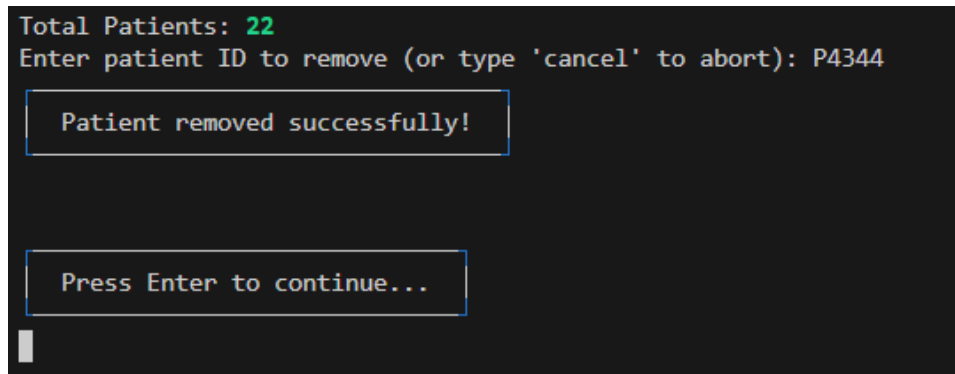 Total Patients: 22
Enter patient ID to remove (or type 'cancel' to abort): P4344
Patient removed successfully!
Press Enter to continue...